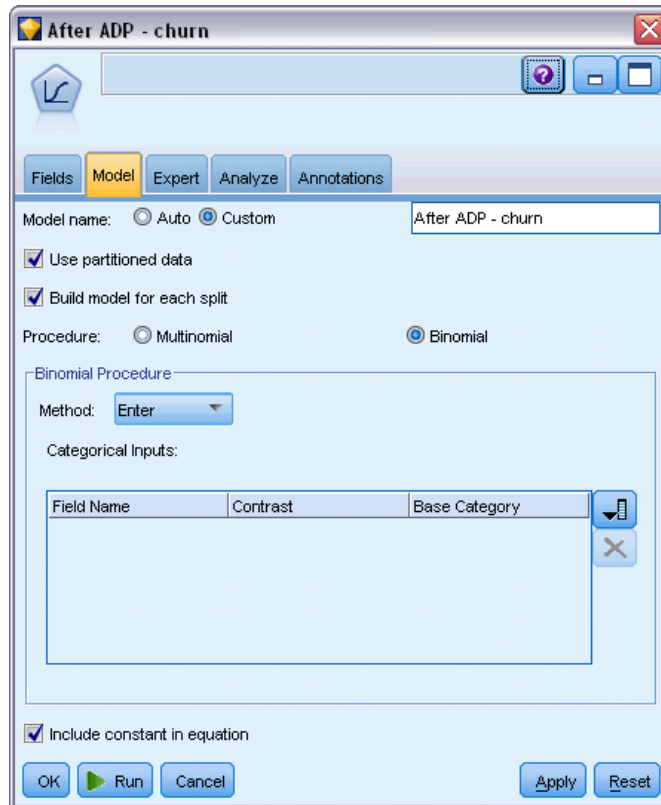 After ADP - churn
Fields Model Expert Analyze Annotations
Model name: Auto Custom After ADP - churn
Use partitioned data
Build model for each split
Procedure: Multinomial Binomial
Binomial Procedure
Method: Enter
Categorical Inputs:
Field Name Contrast Base Category
Include constant in equation
OK Run Cancel Apply Reset